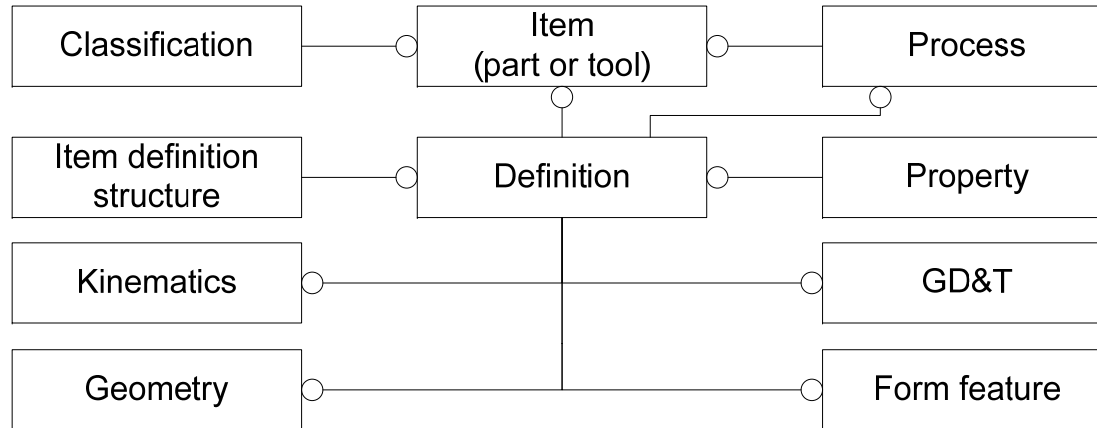 Classification
Item
(part or tool)
Process
Item definition
structure
Definition
Property
Kinematics
GD&T
Geometry
Form feature